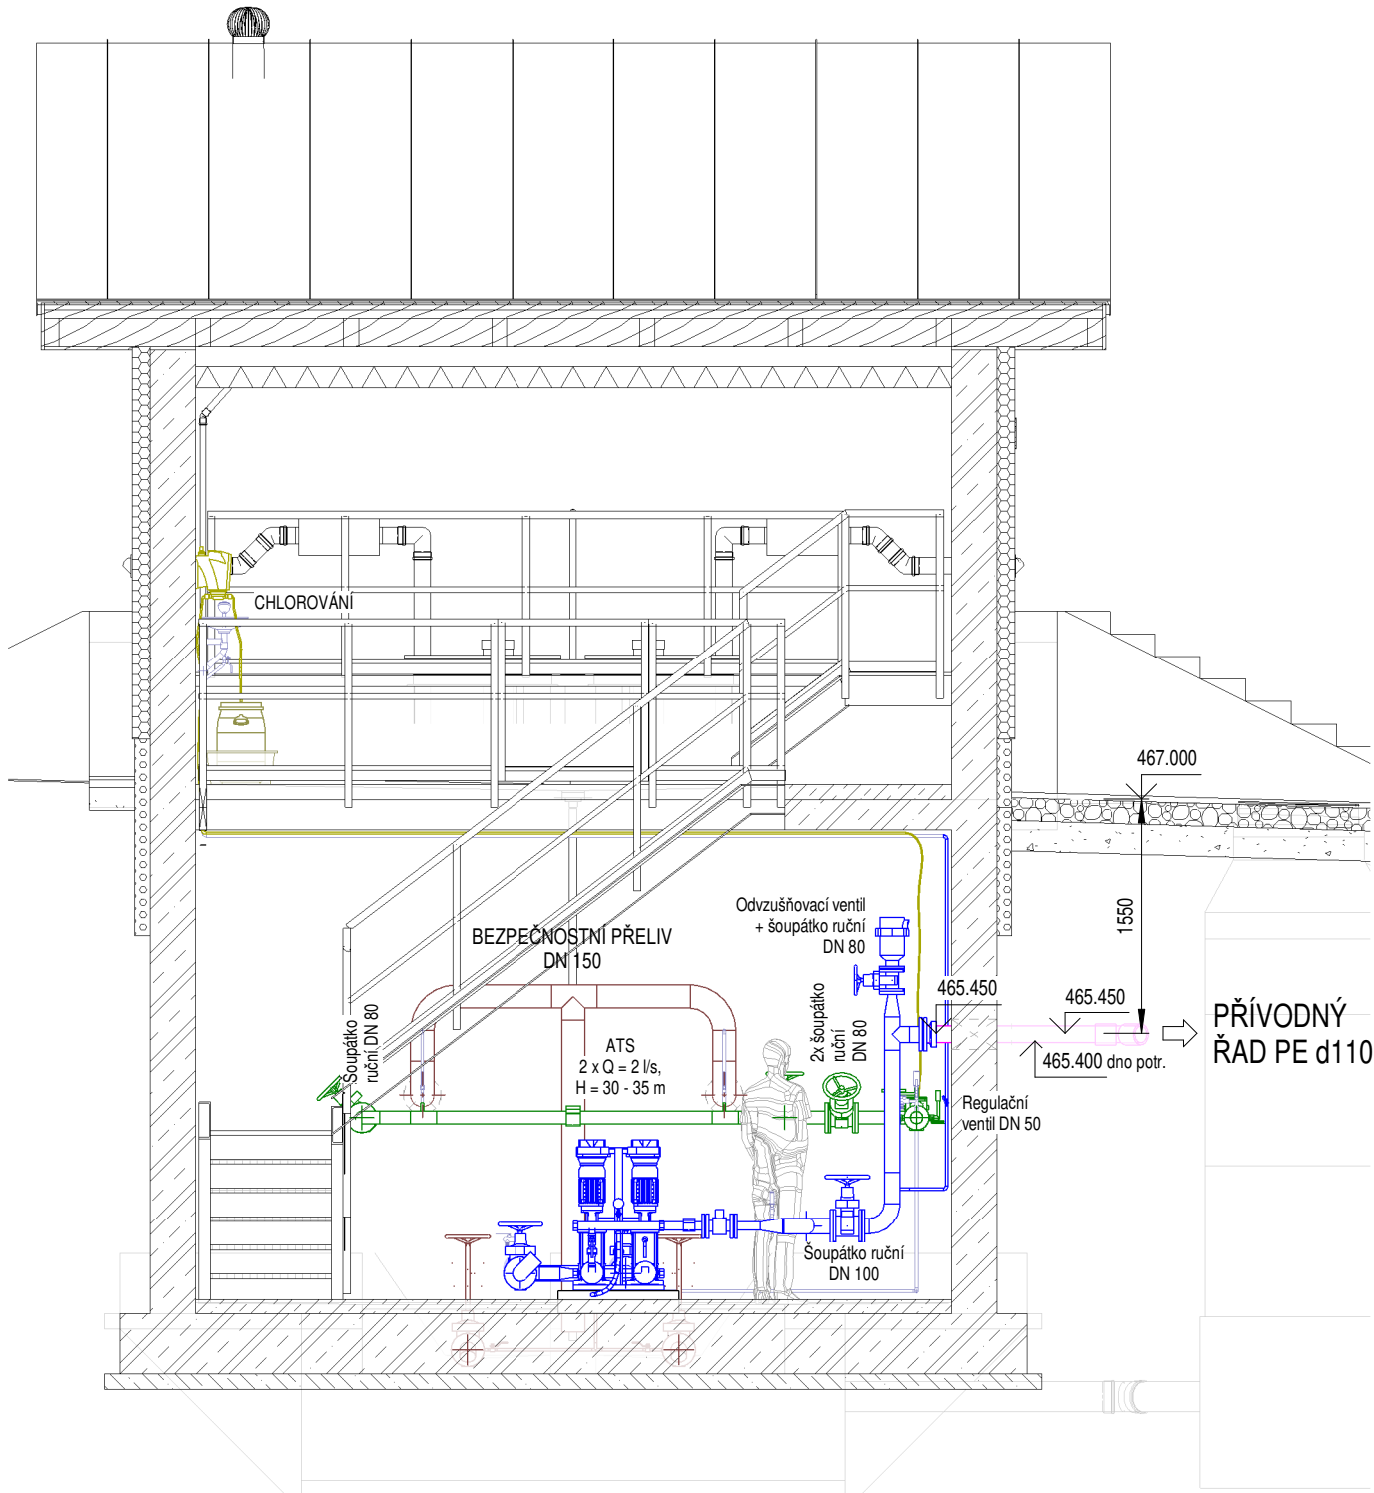 CHLOROVÁNÍ
467.000
1550
Odvzušňovací ventil
+ šoupátko ruční
DN 80
BEZPEČNOSTNÍ PŘELIV
DN 150
465.450
465.450
PŘÍVODNÝ
ŘAD PE d110
465.400 dno potr.
Šoupátko
ruční DN 80
2x šoupátko
ruční
DN 80
ATS
2 x Q = 2 l/s,
H = 30 - 35 m
Regulační
ventil DN 50
Šoupátko ruční
DN 100